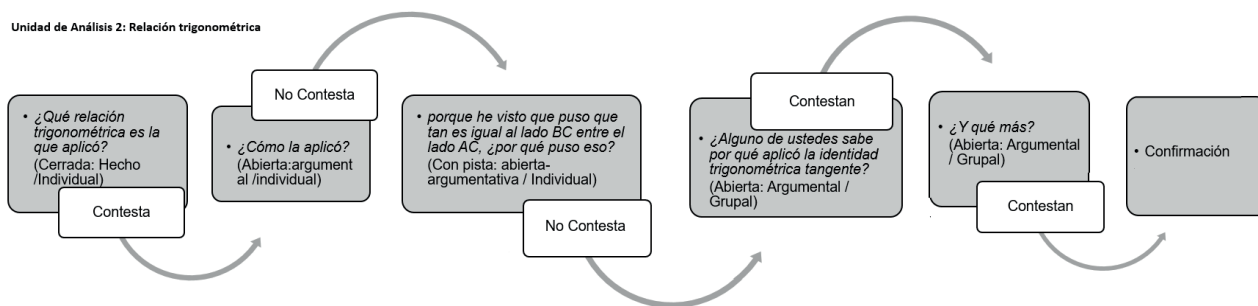 Unidad de Análisis 2: Relación trigonométrica
• ¿Qué relación
trigonométrica es la
que aplicó?
(Cerrada: Hecho
/Individual)
Contesta
No Contesta
• ¿Cómo la aplicó?
(Abierta:argument
al /individual)
• porque he visto que puso que
tan es igual al lado BC entre el
lado AC, ¿por qué puso eso?
(Con pista: abierta-
argumentativa / Individual)
No Contesta
Contestan
• ¿Alguno de ustedes sabe
por qué aplicó la identidad
trigonométrica tangente?
(Abierta: Argumental /
Grupal)
• ¿Y qué más?
(Abierta: Argumental
/ Grupal)
Contestan
• Confirmación